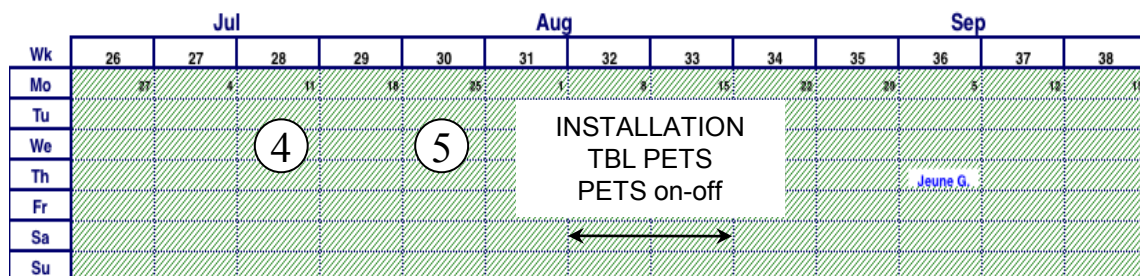 Jul Aug Sep
Wk 26 27 28 29 30 31 32 33 34 35 36 37 38
Mo 27 4 11 18 25 1 8 15 22 29 5 12
Tu
We 4 5
Th Jeune G.
Fr
Sa
Su
INSTALLATION
TBL PETS
PETS on-off